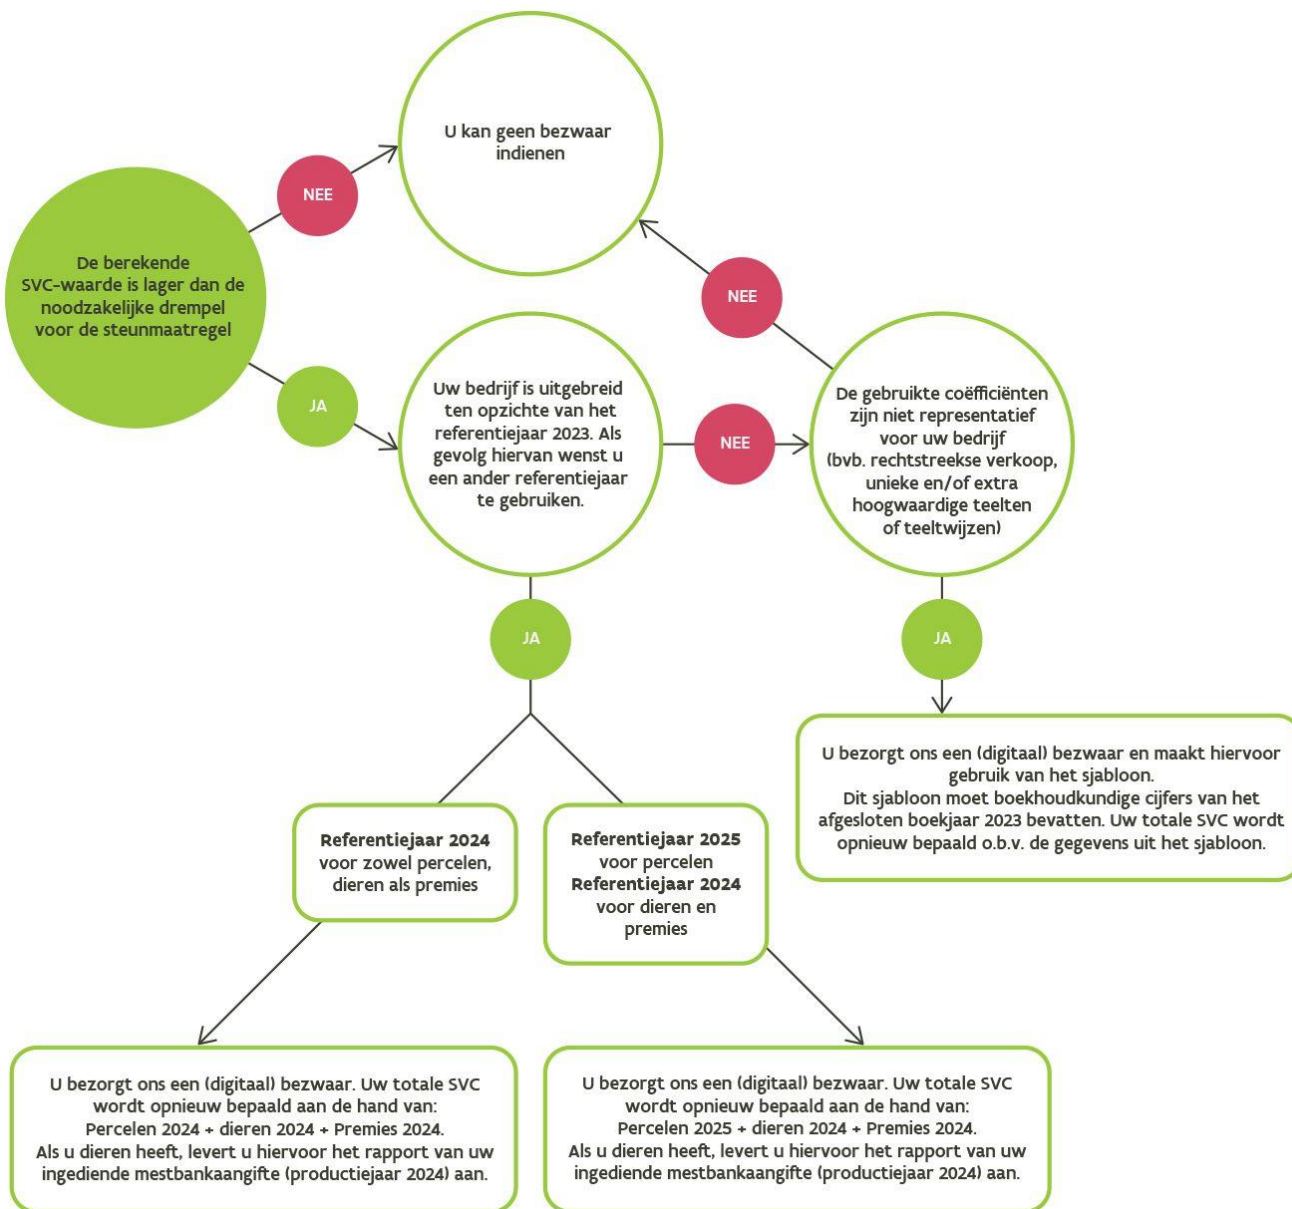 U kan geen bezwaar
indienen
NEE
De berekende
SVC-waarde is lager dan de
noodzakelijke drempel
voor de steunmaatregel
NEE
JA
Uw bedrijf is uitgebreid
ten opzichte van het
referentiejaar 2023. Als
gevolg hiervan wenst u
een ander referentiejaar
te gebruiken.
NEE
De gebruikte coëfficiënten
zijn niet representatief
voor uw bedrijf
(bvb. rechtstreekse verkoop,
unieke en/of extra
hoogwaardige teelten
of teeltwijzen)
JA
JA
U bezorgt ons een (digitaal) bezwaar en maakt hiervoor
gebruik van het sjabloon.
Dit sjabloon moet boekhoudkundige cijfers van het
afgesloten boekjaar 2023 bevatten. Uw totale SVC wordt
opnieuw bepaald o.b.v. de gegevens uit het sjabloon.
Referentiejaar 2024
voor zowel percelen,
dieren als premies
Referentiejaar 2025
voor percelen
Referentiejaar 2024
voor dieren en
premies
U bezorgt ons een (digitaal) bezwaar. Uw totale SVC
wordt opnieuw bepaald aan de hand van:
Percelen 2024 + dieren 2024 + Premies 2024.
Als u dieren heeft, levert u hiervoor het rapport van uw
ingediende mestbankaangifte (productiejaar 2024) aan.
U bezorgt ons een (digitaal) bezwaar. Uw totale SVC
wordt opnieuw bepaald aan de hand van:
Percelen 2025 + dieren 2024 + Premies 2024.
Als u dieren heeft, levert u hiervoor het rapport van uw
ingediende mestbankaangifte (productiejaar 2024) aan.